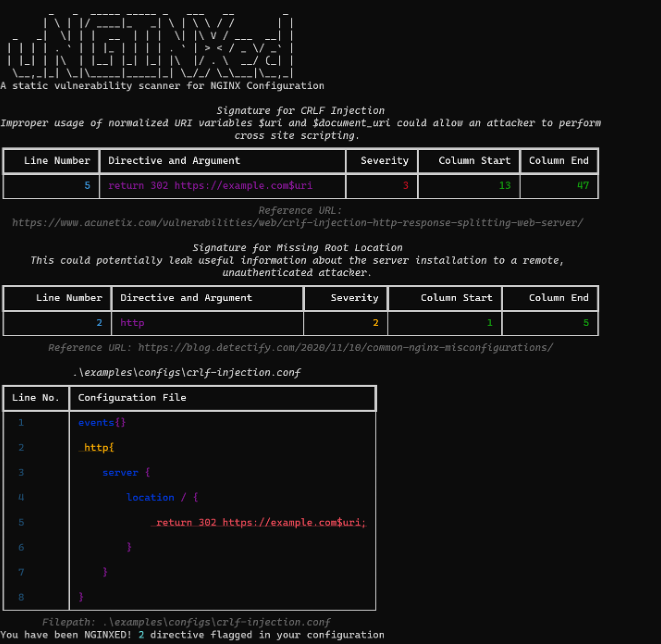 A static vulnerability scanner for NGINX Configuration
Signature for CRLF Injection
Improper usage of normalized URI variables $uri and $document_uri could allow an attacker to perform
cross site scripting.
Line Number Directive and Argument Severity Column Start Column End
5 return 302 https://example.com$uri 3 13 47
Reference URL:
https://www.acunetix.com/vulnerabilities/web/crlf-injection-http-response-splitting-web-server/
Signature for Missing Root Location
This could potentially leak useful information about the server installation to a remote,
unauthenticated attacker.
Line Number Directive and Argument Severity Column Start Column End
2 http 2 1 5
Reference URL: https://blog.detectify.com/2020/11/10/common-nginx-misconfigurations/
.\examples\configs\crlf-injection.conf
Line No. Configuration File
1 events{}
2 http{
3 server {
4 location / {
5 return 302 https://example.com$uri;
6 }
7 }
8 }
Filepath: .\examples\configs\crlf-injection.conf
You have been NGINXED! 2 directive flagged in your configuration